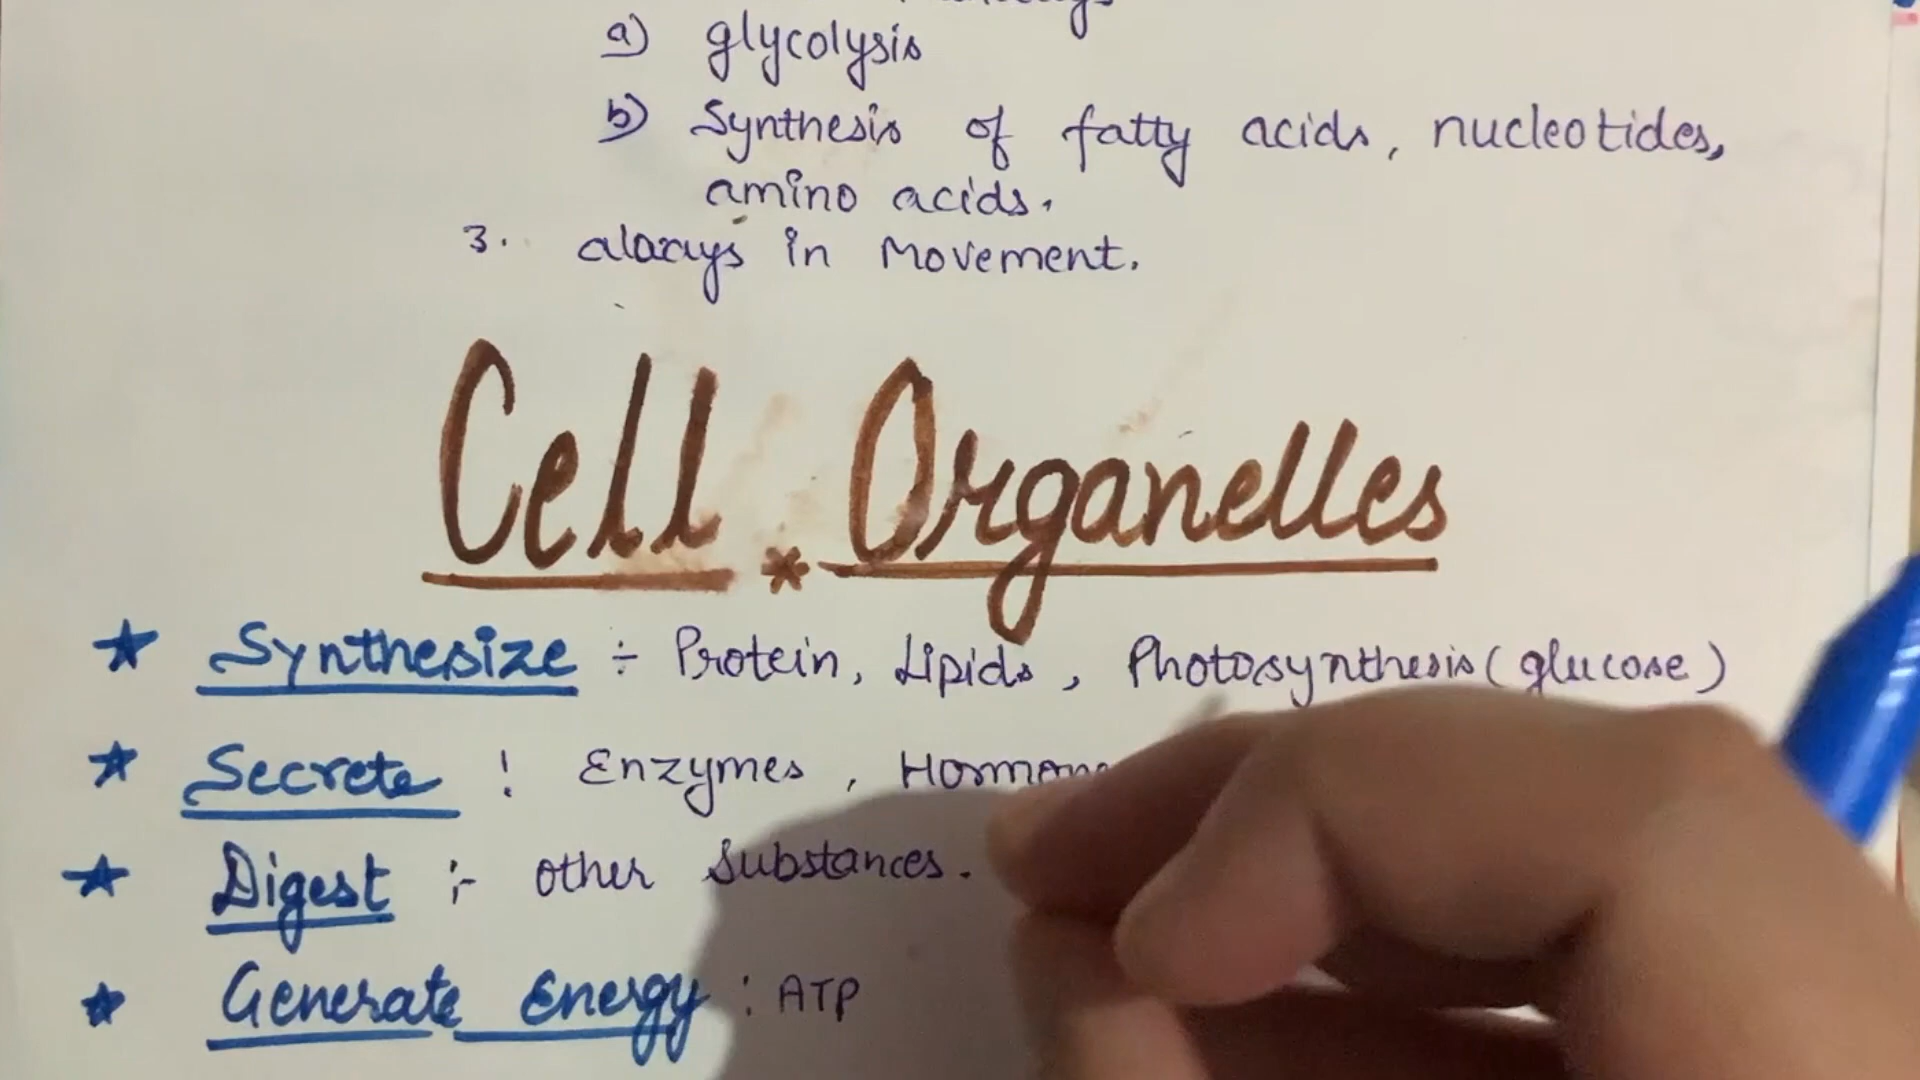 a) glycolysis
b) Synthesis of fatty acids, nucleotides,
amino acids.
3. always in Movement.
Cell * Organelles
★ Synthesize ÷ Protein, Lipids, Photosynthesis (glucose)
★ Secrete ! Enzymes, Hormone
★ Digest :- other Substances.
★ Generate Energy : ATP